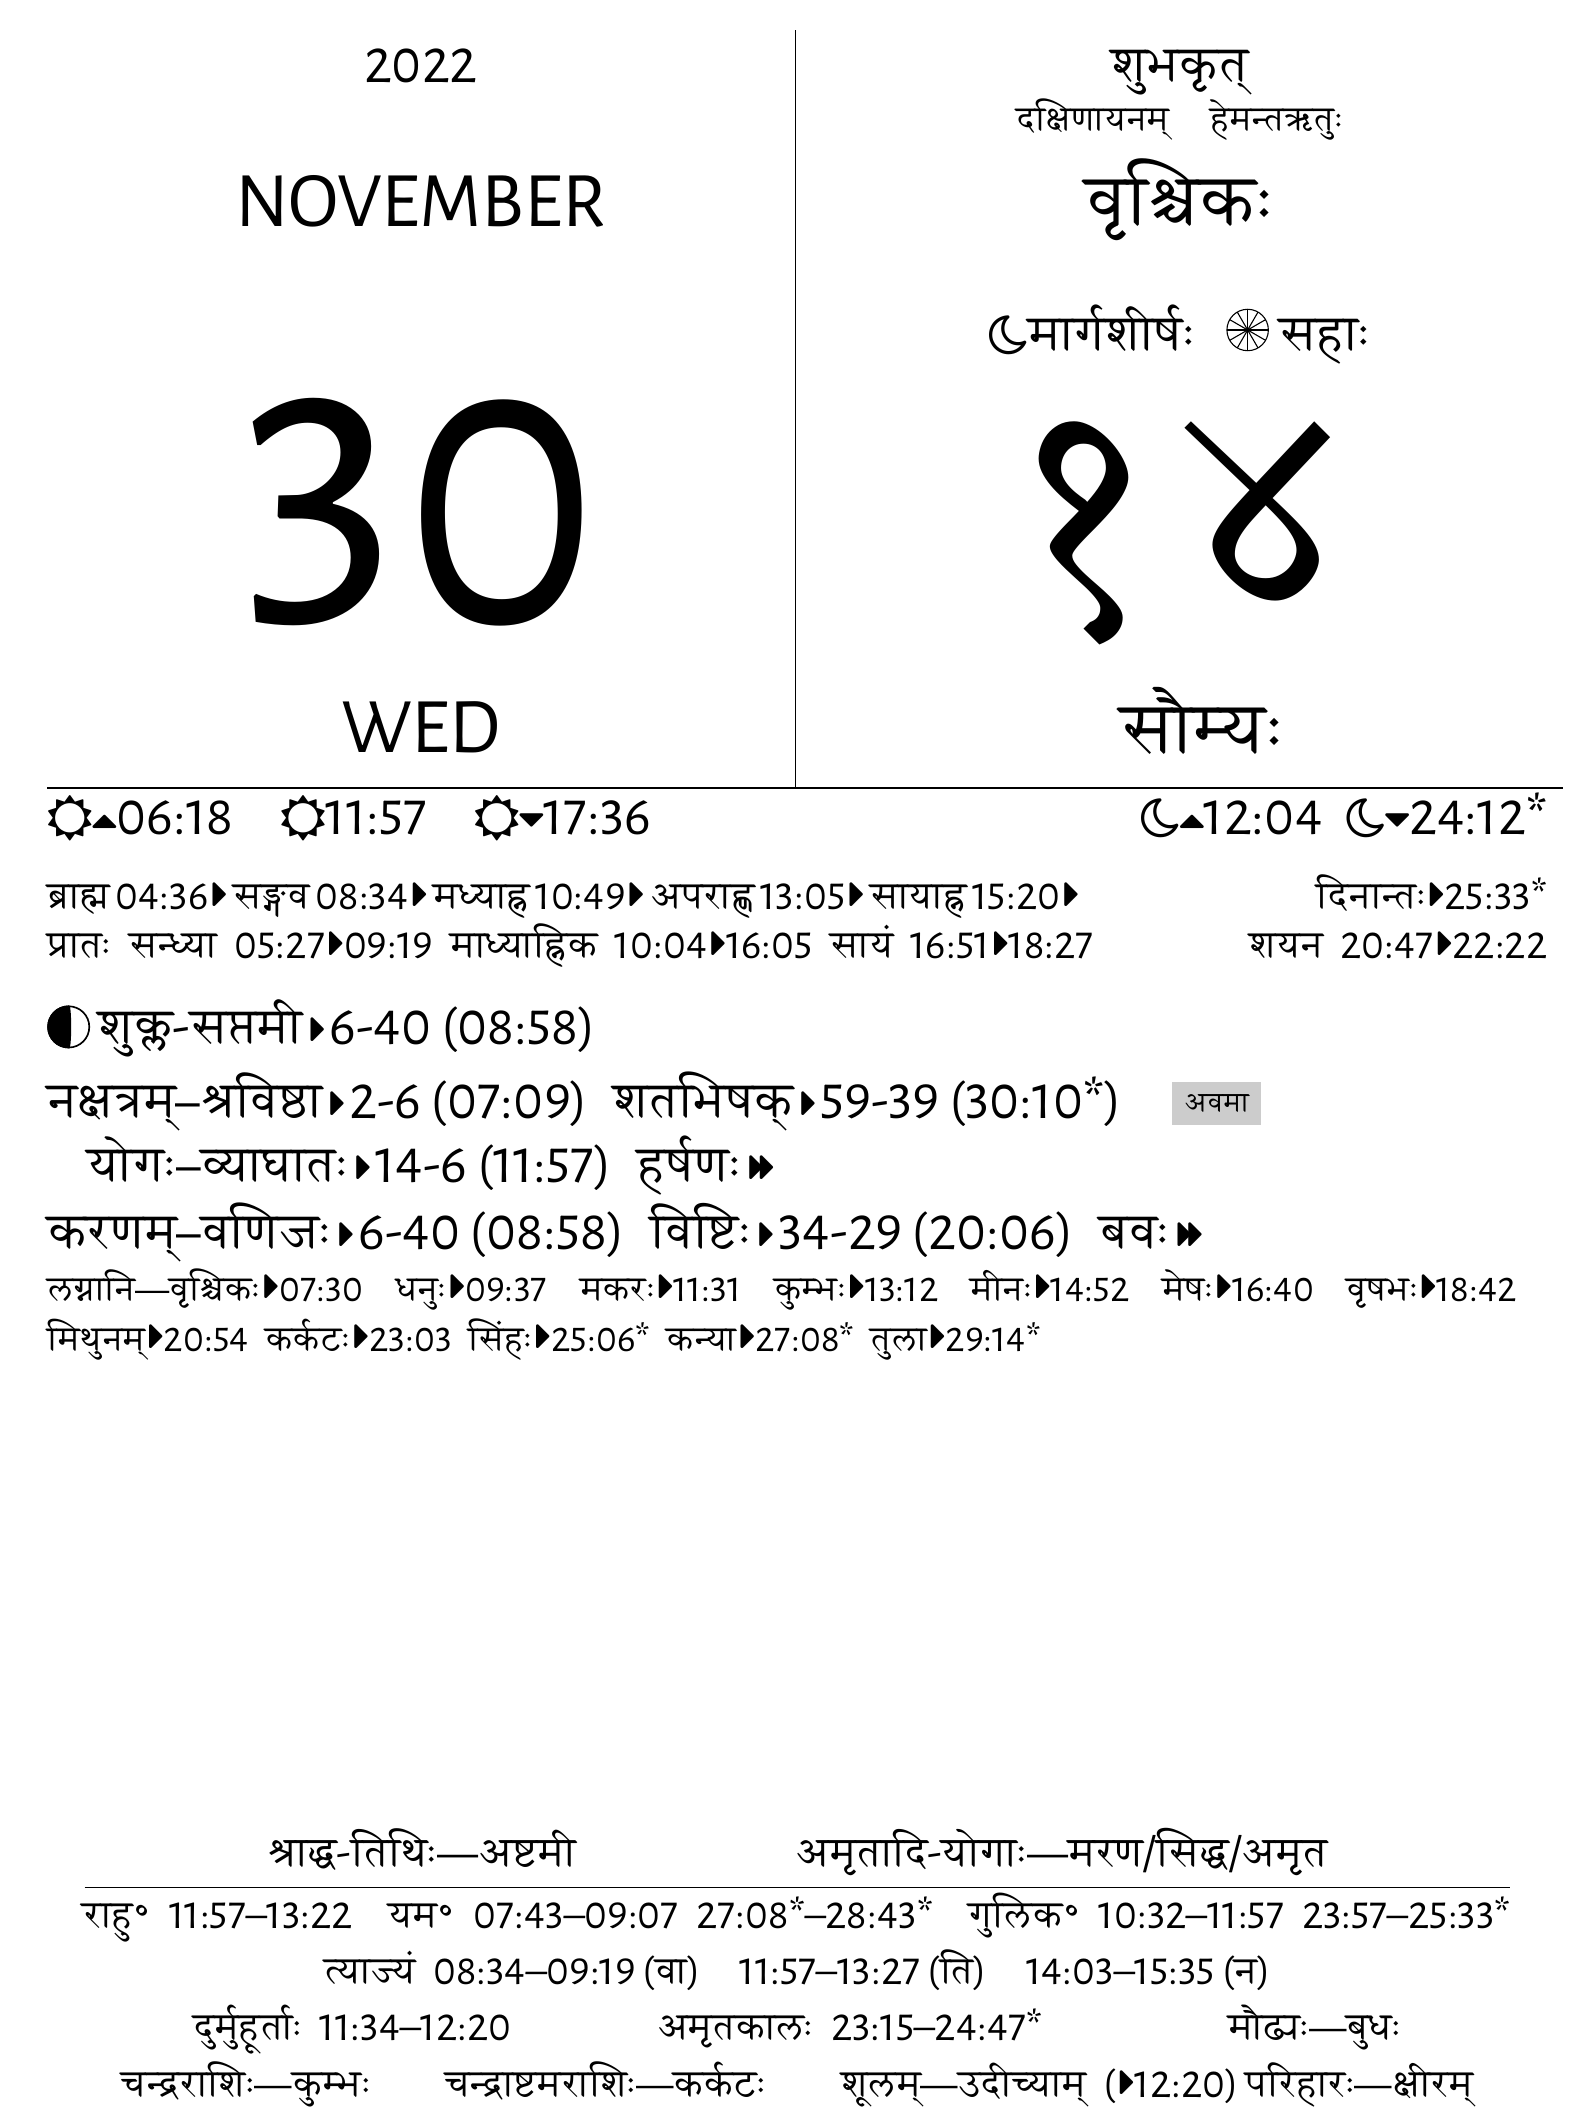 2022
NOVEMBER
30
WED
शुभकृत्
दक्षिणायनम् हेमन्तऋतुः
वृश्चिकः
मार्गशीर्षः सहाः
१४
सौम्यः
06:18 11:57 17:36 12:04 24:12*
ब्राह्म 04:36 सङ्गव 08:34 मध्याह्न 10:49 अपराह्ण 13:05 सायाह्न 15:20 दिनान्तः 25:33*
प्रातः सन्ध्या 05:27 09:19 माध्याह्निक 10:04 16:05 सायं 16:51 18:27 शयन 20:47 22:22
शुक्ल-सप्तमी 6-40 (08:58)
नक्षत्रम्–श्रविष्ठा 2-6 (07:09) शतभिषक् 59-39 (30:10*) अवमा
योगः–व्याघातः 14-6 (11:57) हर्षणः
करणम्–वणिजः 6-40 (08:58) विष्टिः 34-29 (20:06) बवः
लग्नानि—वृश्चिकः 07:30 धनुः 09:37 मकरः 11:31 कुम्भः 13:12 मीनः 14:52 मेषः 16:40 वृषभः 18:42
मिथुनम् 20:54 कर्कटः 23:03 सिंहः 25:06* कन्या 27:08* तुला 29:14*
श्राद्ध-तिथिः—अष्टमी अमृतादि-योगाः—मरण/सिद्ध/अमृत
राहु॰ 11:57–13:22 यम॰ 07:43–09:07 27:08*–28:43* गुलिक॰ 10:32–11:57 23:57–25:33*
त्याज्यं 08:34–09:19 (वा) 11:57–13:27 (ति) 14:03–15:35 (न)
दुर्मुहूर्ताः 11:34–12:20 अमृतकालः 23:15–24:47* मौढ्यः—बुधः
चन्द्रराशिः—कुम्भः चन्द्राष्टमराशिः—कर्कटः शूलम्—उदीच्याम् ( 12:20) परिहारः—क्षीरम्